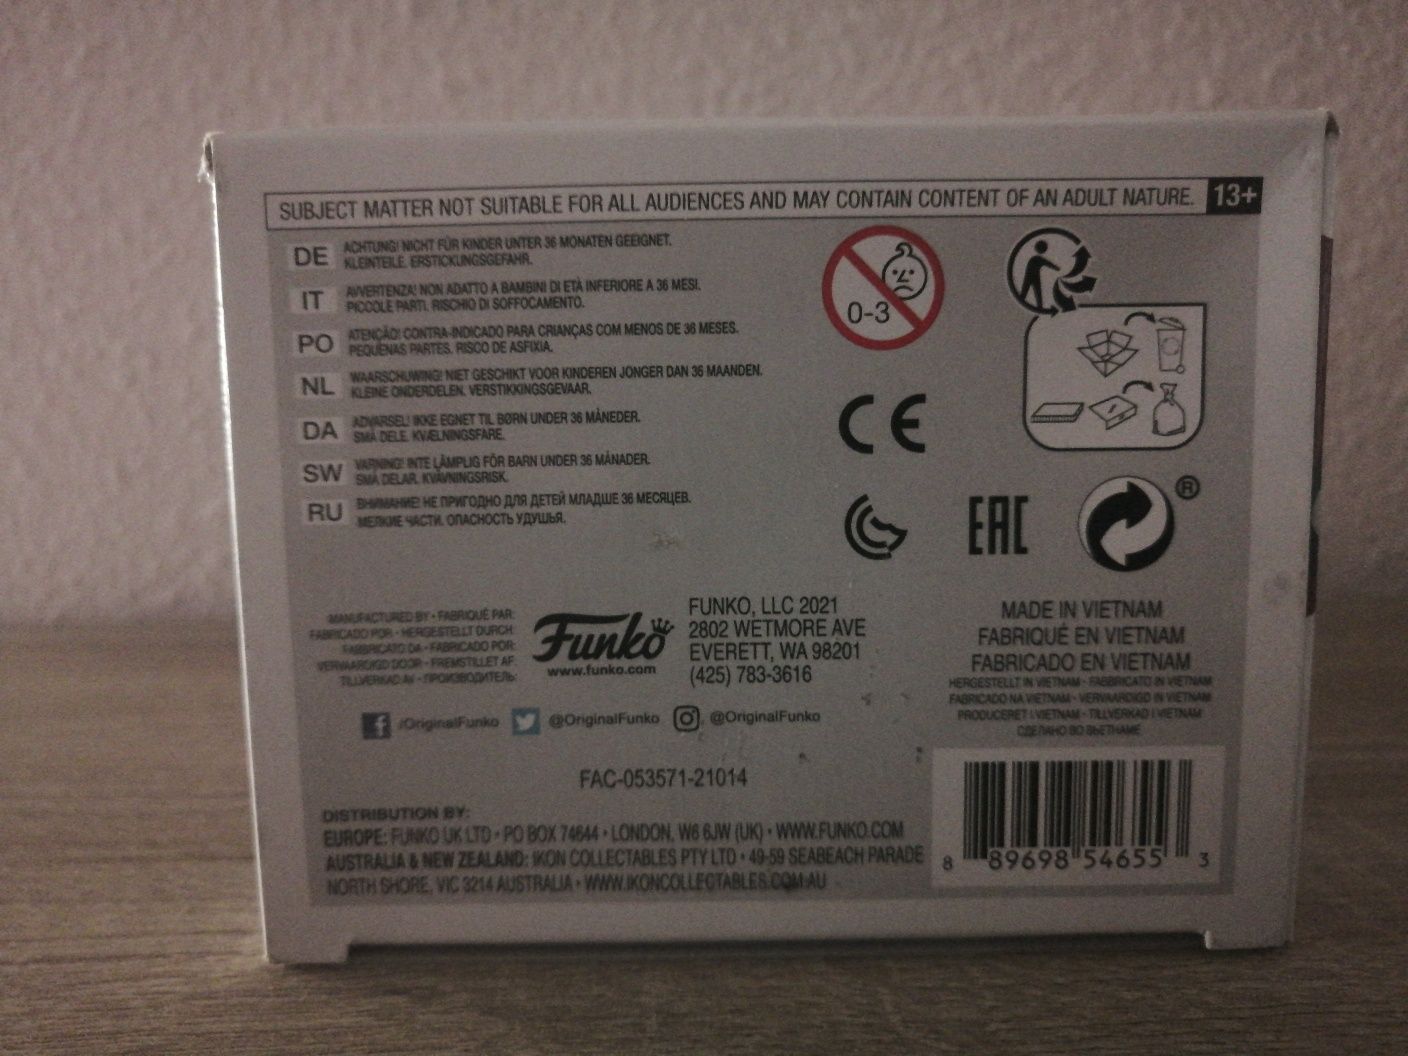 SUBJECT MATTER NOT SUITABLE FOR ALL AUDIENCES AND MAY CONTAIN CONTENT OF AN ADULT NATURE. 13+
DE ACHTUNG! NICHT FÜR KINDER UNTER 36 MONATEN GEEIGNET.
KLEINTEILE. ERSTICKUNGSGEFAHR.
IT AVVERTENZA! NON ADATTO A BAMBINI DI ETÀ INFERIORE A 36 MESI.
PICCOLE PARTI. RISCHIO DI SOFFOCAMENTO.
PO ATENÇÃO! CONTRA-INDICADO PARA CRIANÇAS COM MENOS DE 36 MESES.
PEQUENAS PARTES. RISCO DE ASFIXIA.
NL WAARSCHUWING! NIET GESCHIKT VOOR KINDEREN JONGER DAN 36 MAANDEN.
KLEINE ONDERDELEN. VERSTIKKINGSGEVAAR.
DA ADVARSEL! IKKE EGNET TIL BØRN UNDER 36 MÅNEDER.
SMÅ DELE. KVÆLNINGSFARE.
SW VARNING! INTE LÄMPLIG FÖR BARN UNDER 36 MÅNADER.
SMÅ DELAR. KVÄVNINGSRISK.
RU ВНИМАНИЕ! НЕ ПРИГОДНО ДЛЯ ДЕТЕЙ МЛАДШЕ 36 МЕСЯЦЕВ.
МЕЛКИЕ ЧАСТИ. ОПАСНОСТЬ УДУШЬЯ.
0-3
CE
EAC
®
MANUFACTURED BY • FABRIQUÉ PAR:
FABRICADO POR • HERGESTELLT DURCH:
FABRICATO DA • FABRICADO POR:
VERVAARDIGD DOOR • FREMSTILLET AF:
TILLVERKAD AV • ПРОИЗВОДИТЕЛЬ:
Funko
www.funko.com
FUNKO, LLC 2021
2802 WETMORE AVE
EVERETT, WA 98201
(425) 783-3616
MADE IN VIETNAM
FABRIQUÉ EN VIETNAM
FABRICADO EN VIETNAM
HERGESTELLT IN VIETNAM • FABBRICATO IN VIETNAM
FABRICADO NA VIETNAM • VERVAARDIGD IN VIETNAM
PRODUCERET I VIETNAM • TILLVERKAD I VIETNAM
СДЕЛАНО ВО ВЬЕТНАМЕ
/OriginalFunko @OriginalFunko @OriginalFunko
FAC-053571-21014
DISTRIBUTION BY:
EUROPE: FUNKO UK LTD • PO BOX 74644 • LONDON, W6 6JW (UK) • WWW.FUNKO.COM
AUSTRALIA & NEW ZEALAND: IKON COLLECTABLES PTY LTD • 49-59 SEABEACH PARADE
NORTH SHORE, VIC 3214 AUSTRALIA • WWW.IKONCOLLECTABLES.COM.AU
8 89698 54655 3